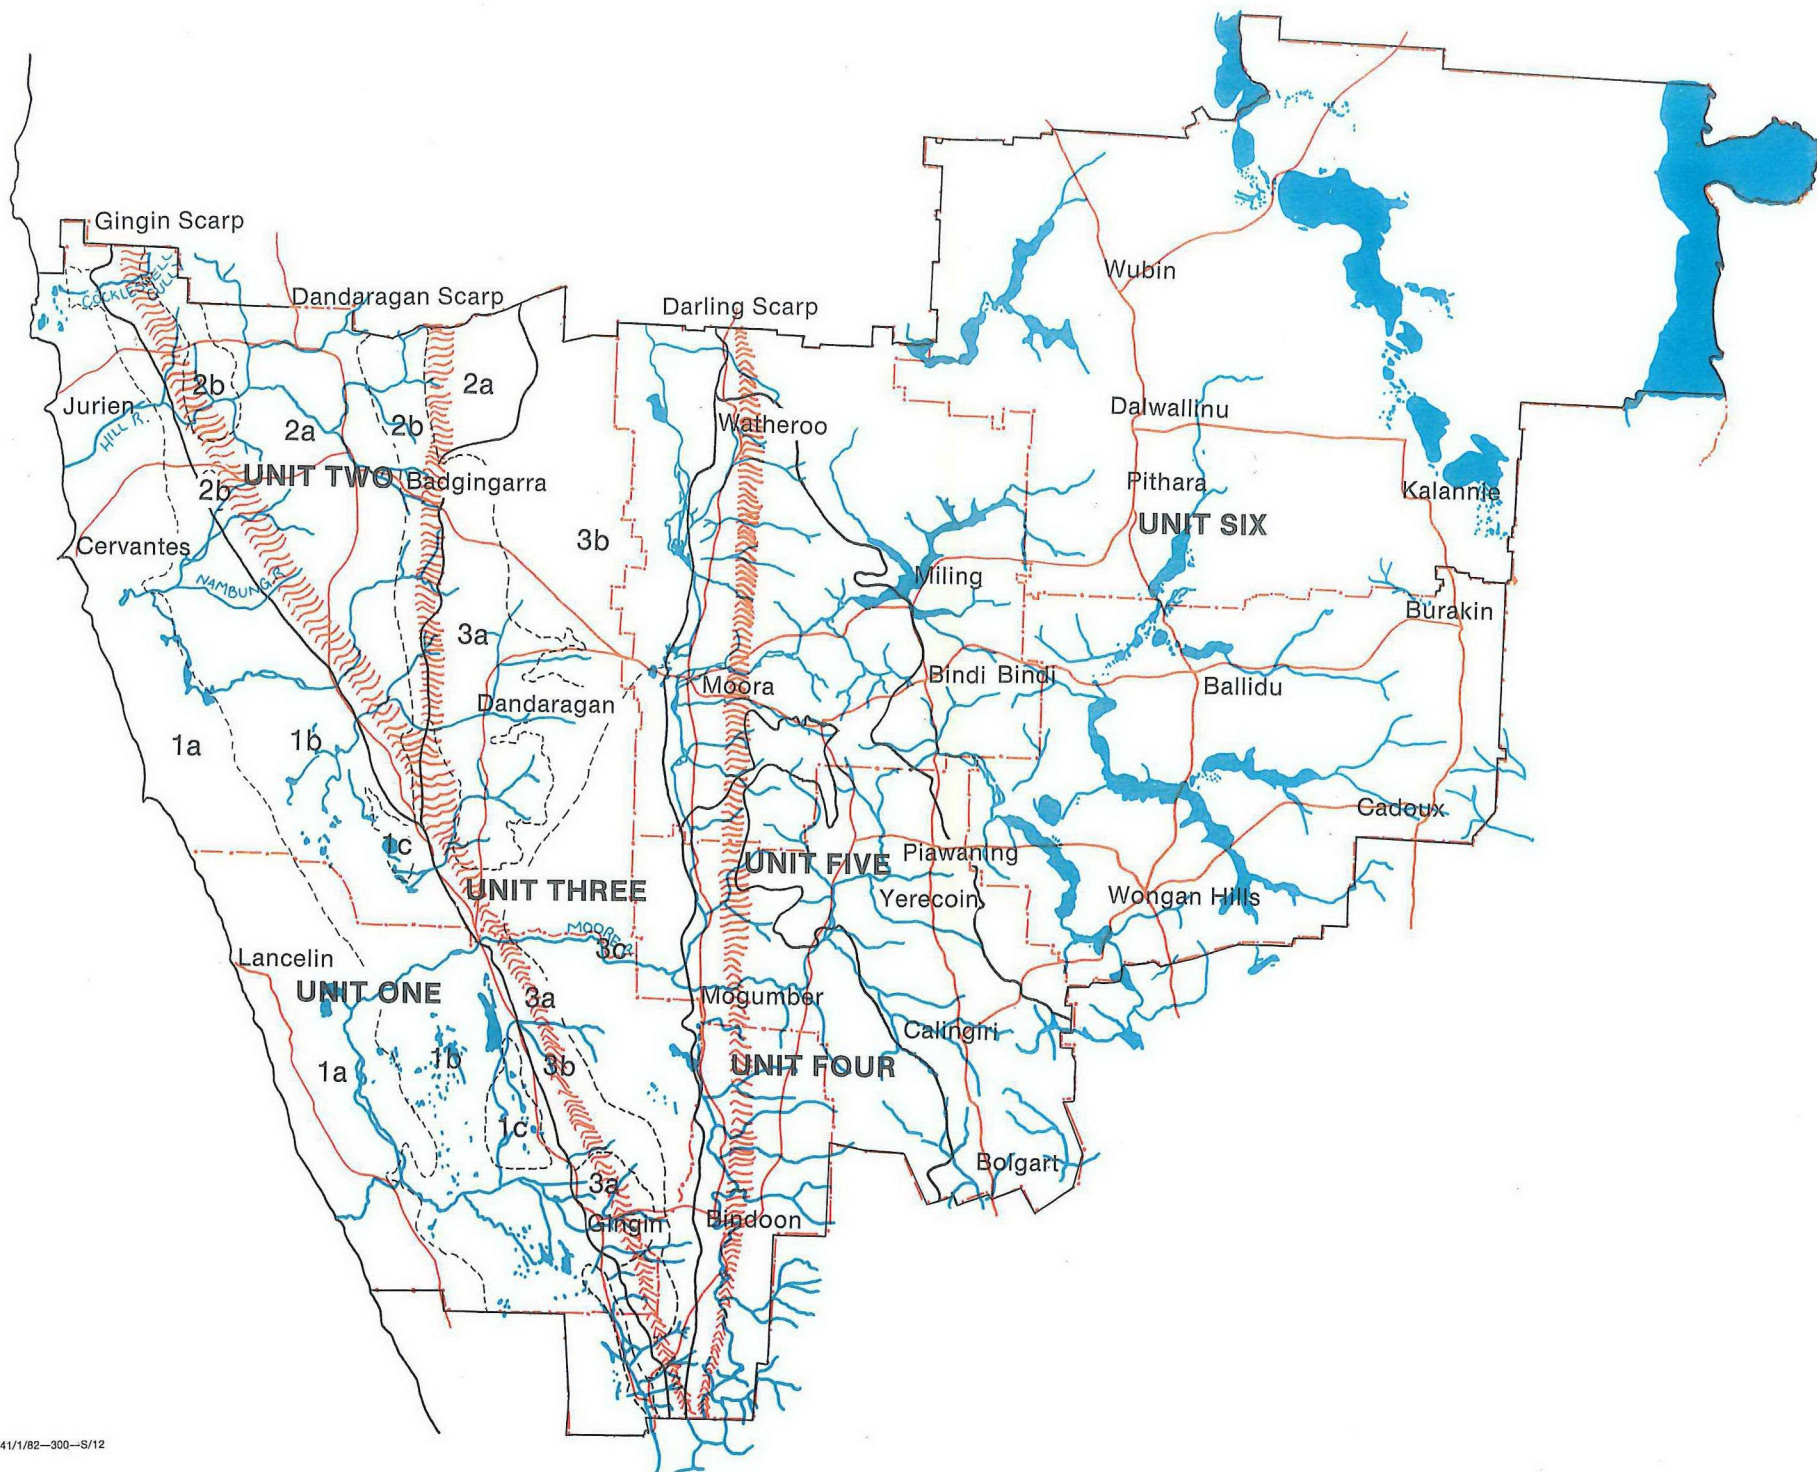 Gingin Scarp
COCKLESHELL
GULLY
Dandaragan Scarp
Darling Scarp
Wubin
2b
2a
Jurien
HILL R.
2a
2b
Watheroo
Dalwallinu
UNIT TWO
Badgingarra
2b
Pithara
Kalannie
UNIT SIX
Cervantes
3b
NAMBUNG R.
Miling
Burakin
3a
Moora
Bindi Bindi
Ballidu
Dandaragan
1a
1b
Cadoux
1c
UNIT FIVE
Piawaning
UNIT THREE
Yerecoin
Wongan Hills
MOORE R.
3c
Lancelin
UNIT ONE
3a
Mogumber
Calingiri
1a
1b
3b
UNIT FOUR
1c
Bolgart
3a
Gingin
Bindoon
41/1/82—300—S/12